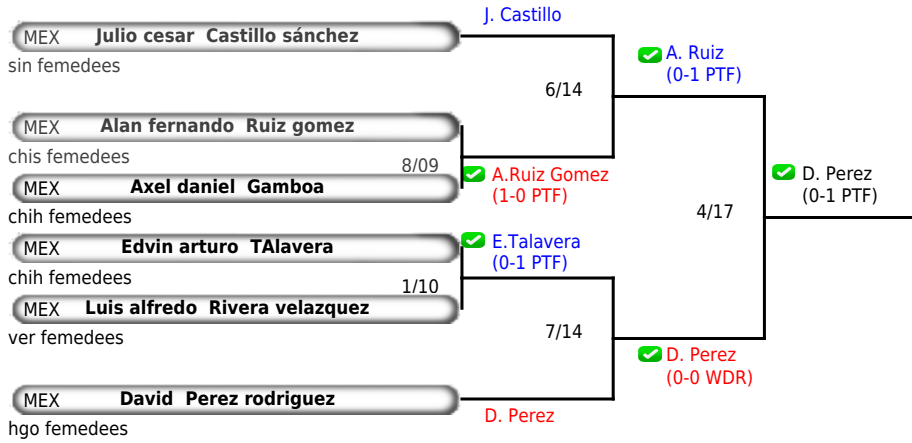 J. Castillo
MEX Julio cesar Castillo sánchez
sin femedees
A. Ruiz
(0-1 PTF)
6/14
MEX Alan fernando Ruiz gomez
chis femedees
8/09
A.Ruiz Gomez
(1-0 PTF)
MEX Axel daniel Gamboa
chih femedees
D. Perez
(0-1 PTF)
4/17
MEX Edvin arturo TAlavera
chih femedees
E.Talavera
(0-1 PTF)
1/10
MEX Luis alfredo Rivera velazquez
ver femedees
7/14
D. Perez
(0-0 WDR)
MEX David Perez rodriguez
hgo femedees
D. Perez